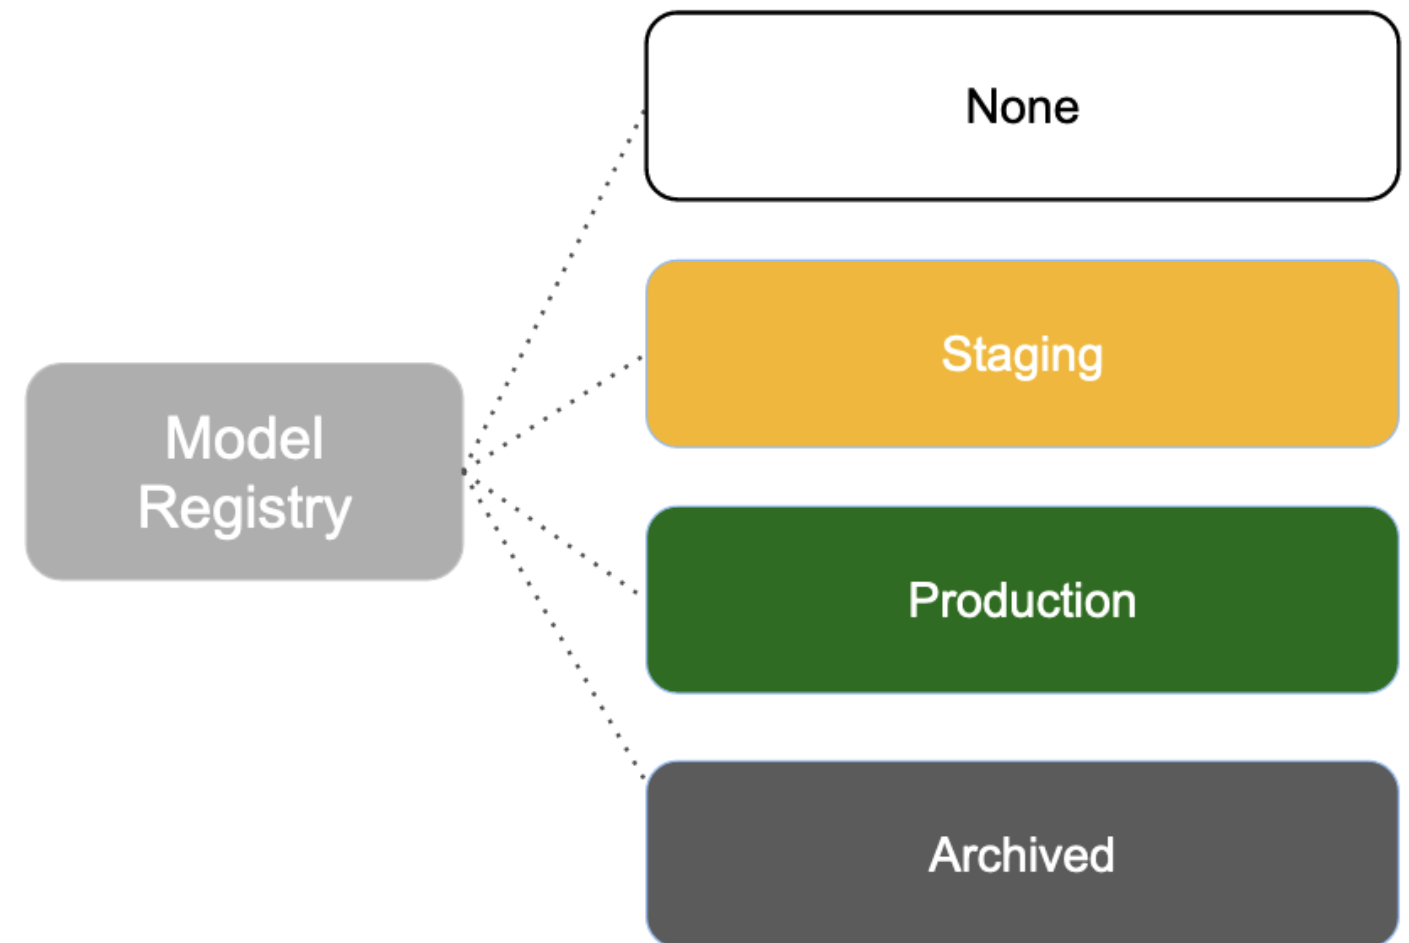 None
Staging
Model
Registry
Production
Archived